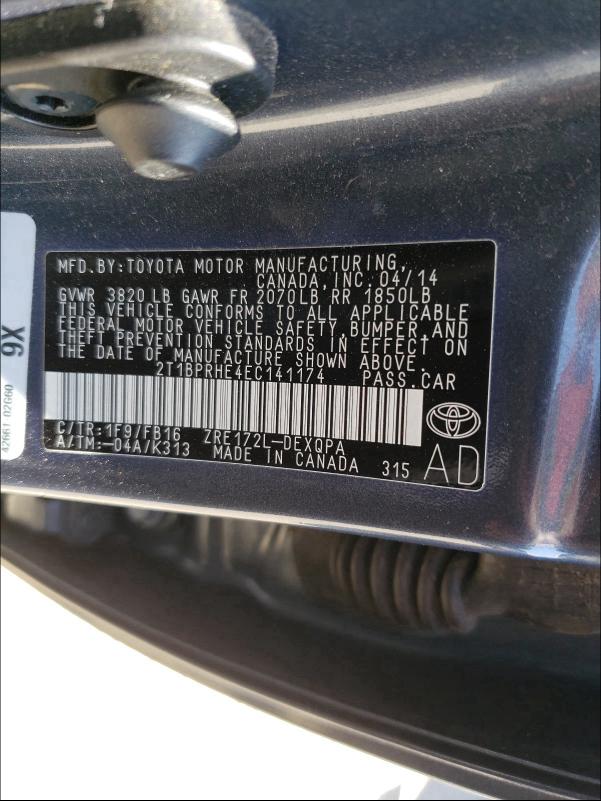 MFD.BY:TOYOTA MOTOR MANUFACTURING,
CANADA,INC.04/14
GVWR 3820 LB GAWR FR 2070LB RR 1850LB
THIS VEHICLE CONFORMS TO ALL APPLICABLE
FEDERAL MOTOR VEHICLE SAFETY, BUMPER AND
THEFT PREVENTION STANDARDS IN EFFECT ON
THE DATE OF MANUFACTURE SHOWN ABOVE.
2T1BPRHE4EC141174 PASS.CAR
C/TR:1F9/FB16 ZRE172L-DEXQPA
A/TM:-04A/K313 MADE IN CANADA 315
AD
9X
42661 02G60